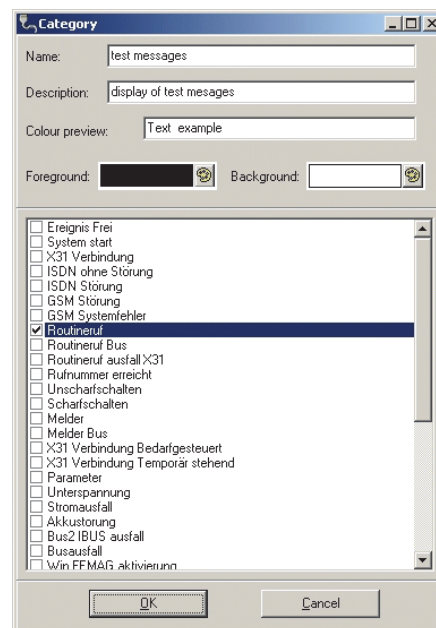 Category
Name: test messages
Description: display of test mesages
Colour preview: Text example
Foreground: Background:
Ereignis Frei
System start
X31 Verbindung
ISDN ohne Störung
ISDN Störung
GSM Störung
GSM Systemfehler
Routineruf
Routineruf Bus
Routineruf ausfall X31
Rufnummer erreicht
Unscharfschalten
Scharfschalten
Melder
Melder Bus
X31 Verbindung Bedarfgesteuert
X31 Verbindung Temporär stehend
Parameter
Unterspannung
Stromausfall
Akkustorung
Bus2 IBUS ausfall
Busausfall
Win FEMAG aktivierung
OK Cancel